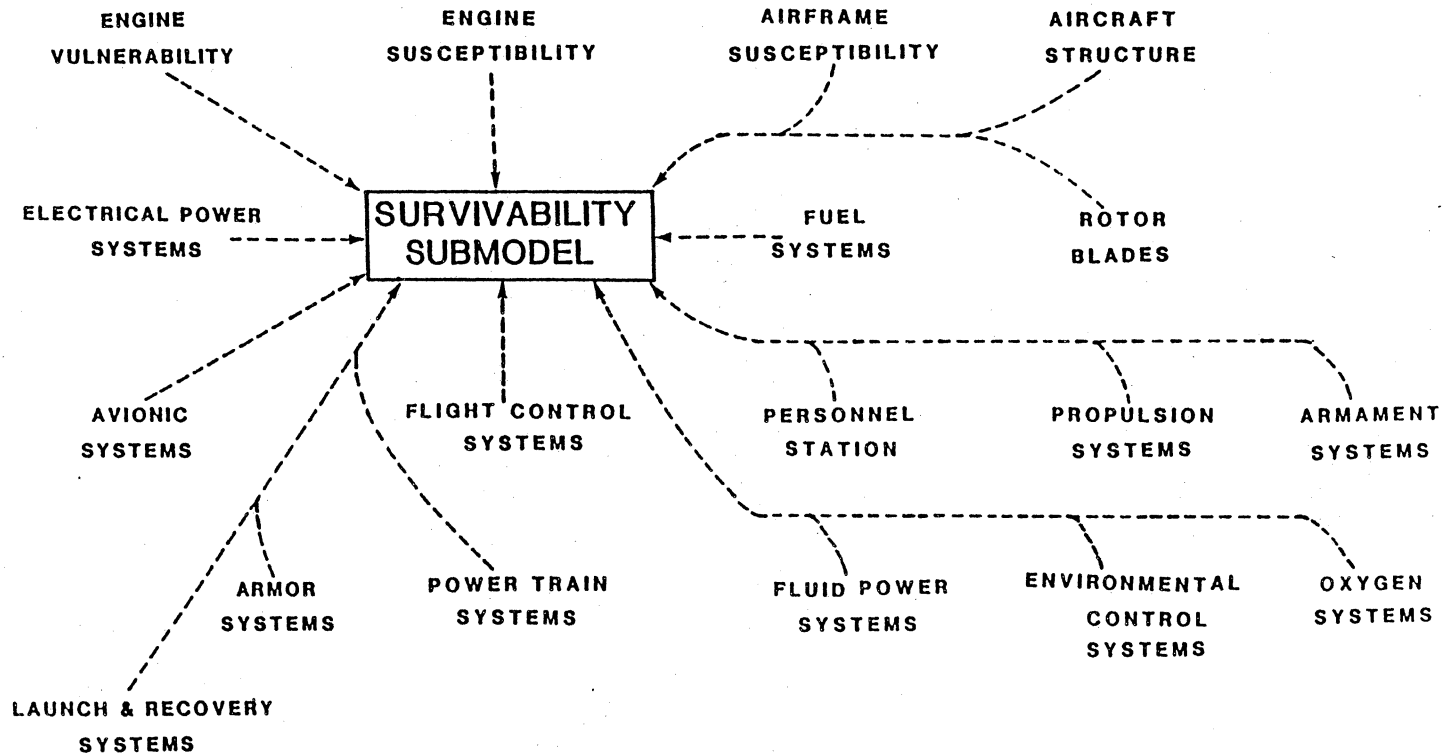 ENGINE
VULNERABILITY
ENGINE
SUSCEPTIBILITY
AIRFRAME
SUSCEPTIBILITY
AIRCRAFT
STRUCTURE
ELECTRICAL POWER
SYSTEMS
SURVIVABILITY
SUBMODEL
FUEL
SYSTEMS
ROTOR
BLADES
AVIONIC
SYSTEMS
FLIGHT CONTROL
SYSTEMS
PERSONNEL
STATION
PROPULSION
SYSTEMS
ARMAMENT
SYSTEMS
ARMOR
SYSTEMS
POWER TRAIN
SYSTEMS
FLUID POWER
SYSTEMS
ENVIRONMENTAL
CONTROL
SYSTEMS
OXYGEN
SYSTEMS
LAUNCH & RECOVERY
SYSTEMS